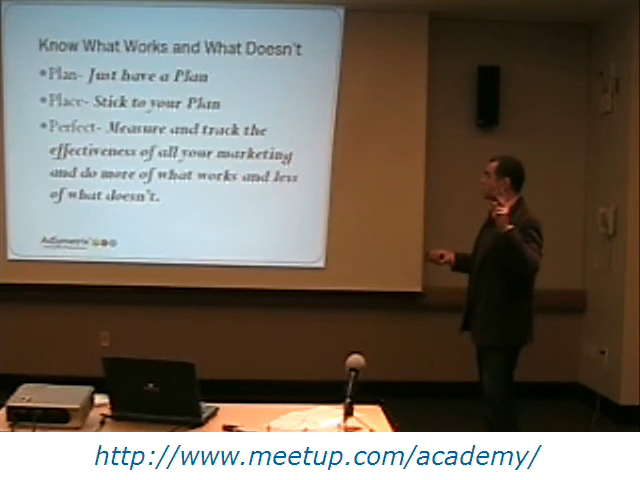 Know What Works and What Doesn't
•Plan- Just have a Plan
•Place- Stick to your Plan
•Perfect- Measure and track the
effectiveness of all your marketing
and do more of what works and less
of what doesn't.
http://www.meetup.com/academy/